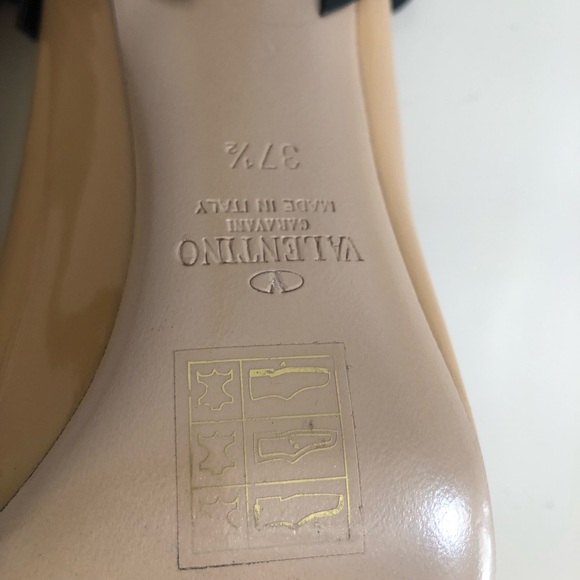 V
VALENTINO
GARAVANI
MADE IN ITALY
37½